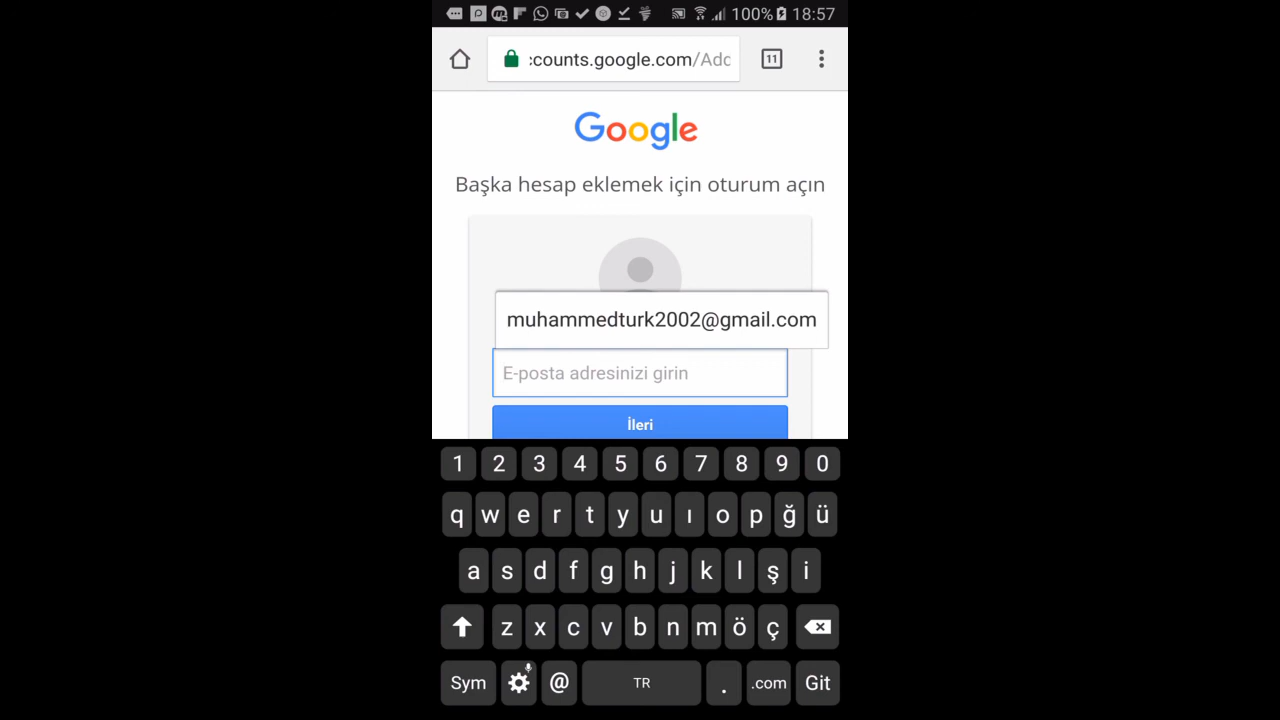 100% 18:57
counts.google.com/Adc
11
Google
Başka hesap eklemek için oturum açın
muhammedturk2002@gmail.com
E-posta adresinizi girin
İleri
1 2 3 4 5 6 7 8 9 0
q w e r t y u ı o p ğ ü
a s d f g h j k l ş i
z x c v b n m ö ç
Sym @ TR . .com Git